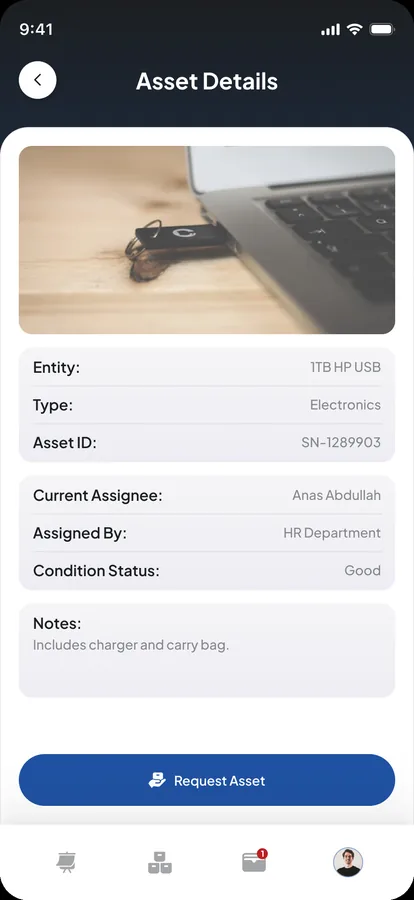 9:41
Asset Details
Entity: 1TB HP USB
Type: Electronics
Asset ID: SN-1289903
Current Assignee: Anas Abdullah
Assigned By: HR Department
Condition Status: Good
Notes:
Includes charger and carry bag.
Request Asset
1